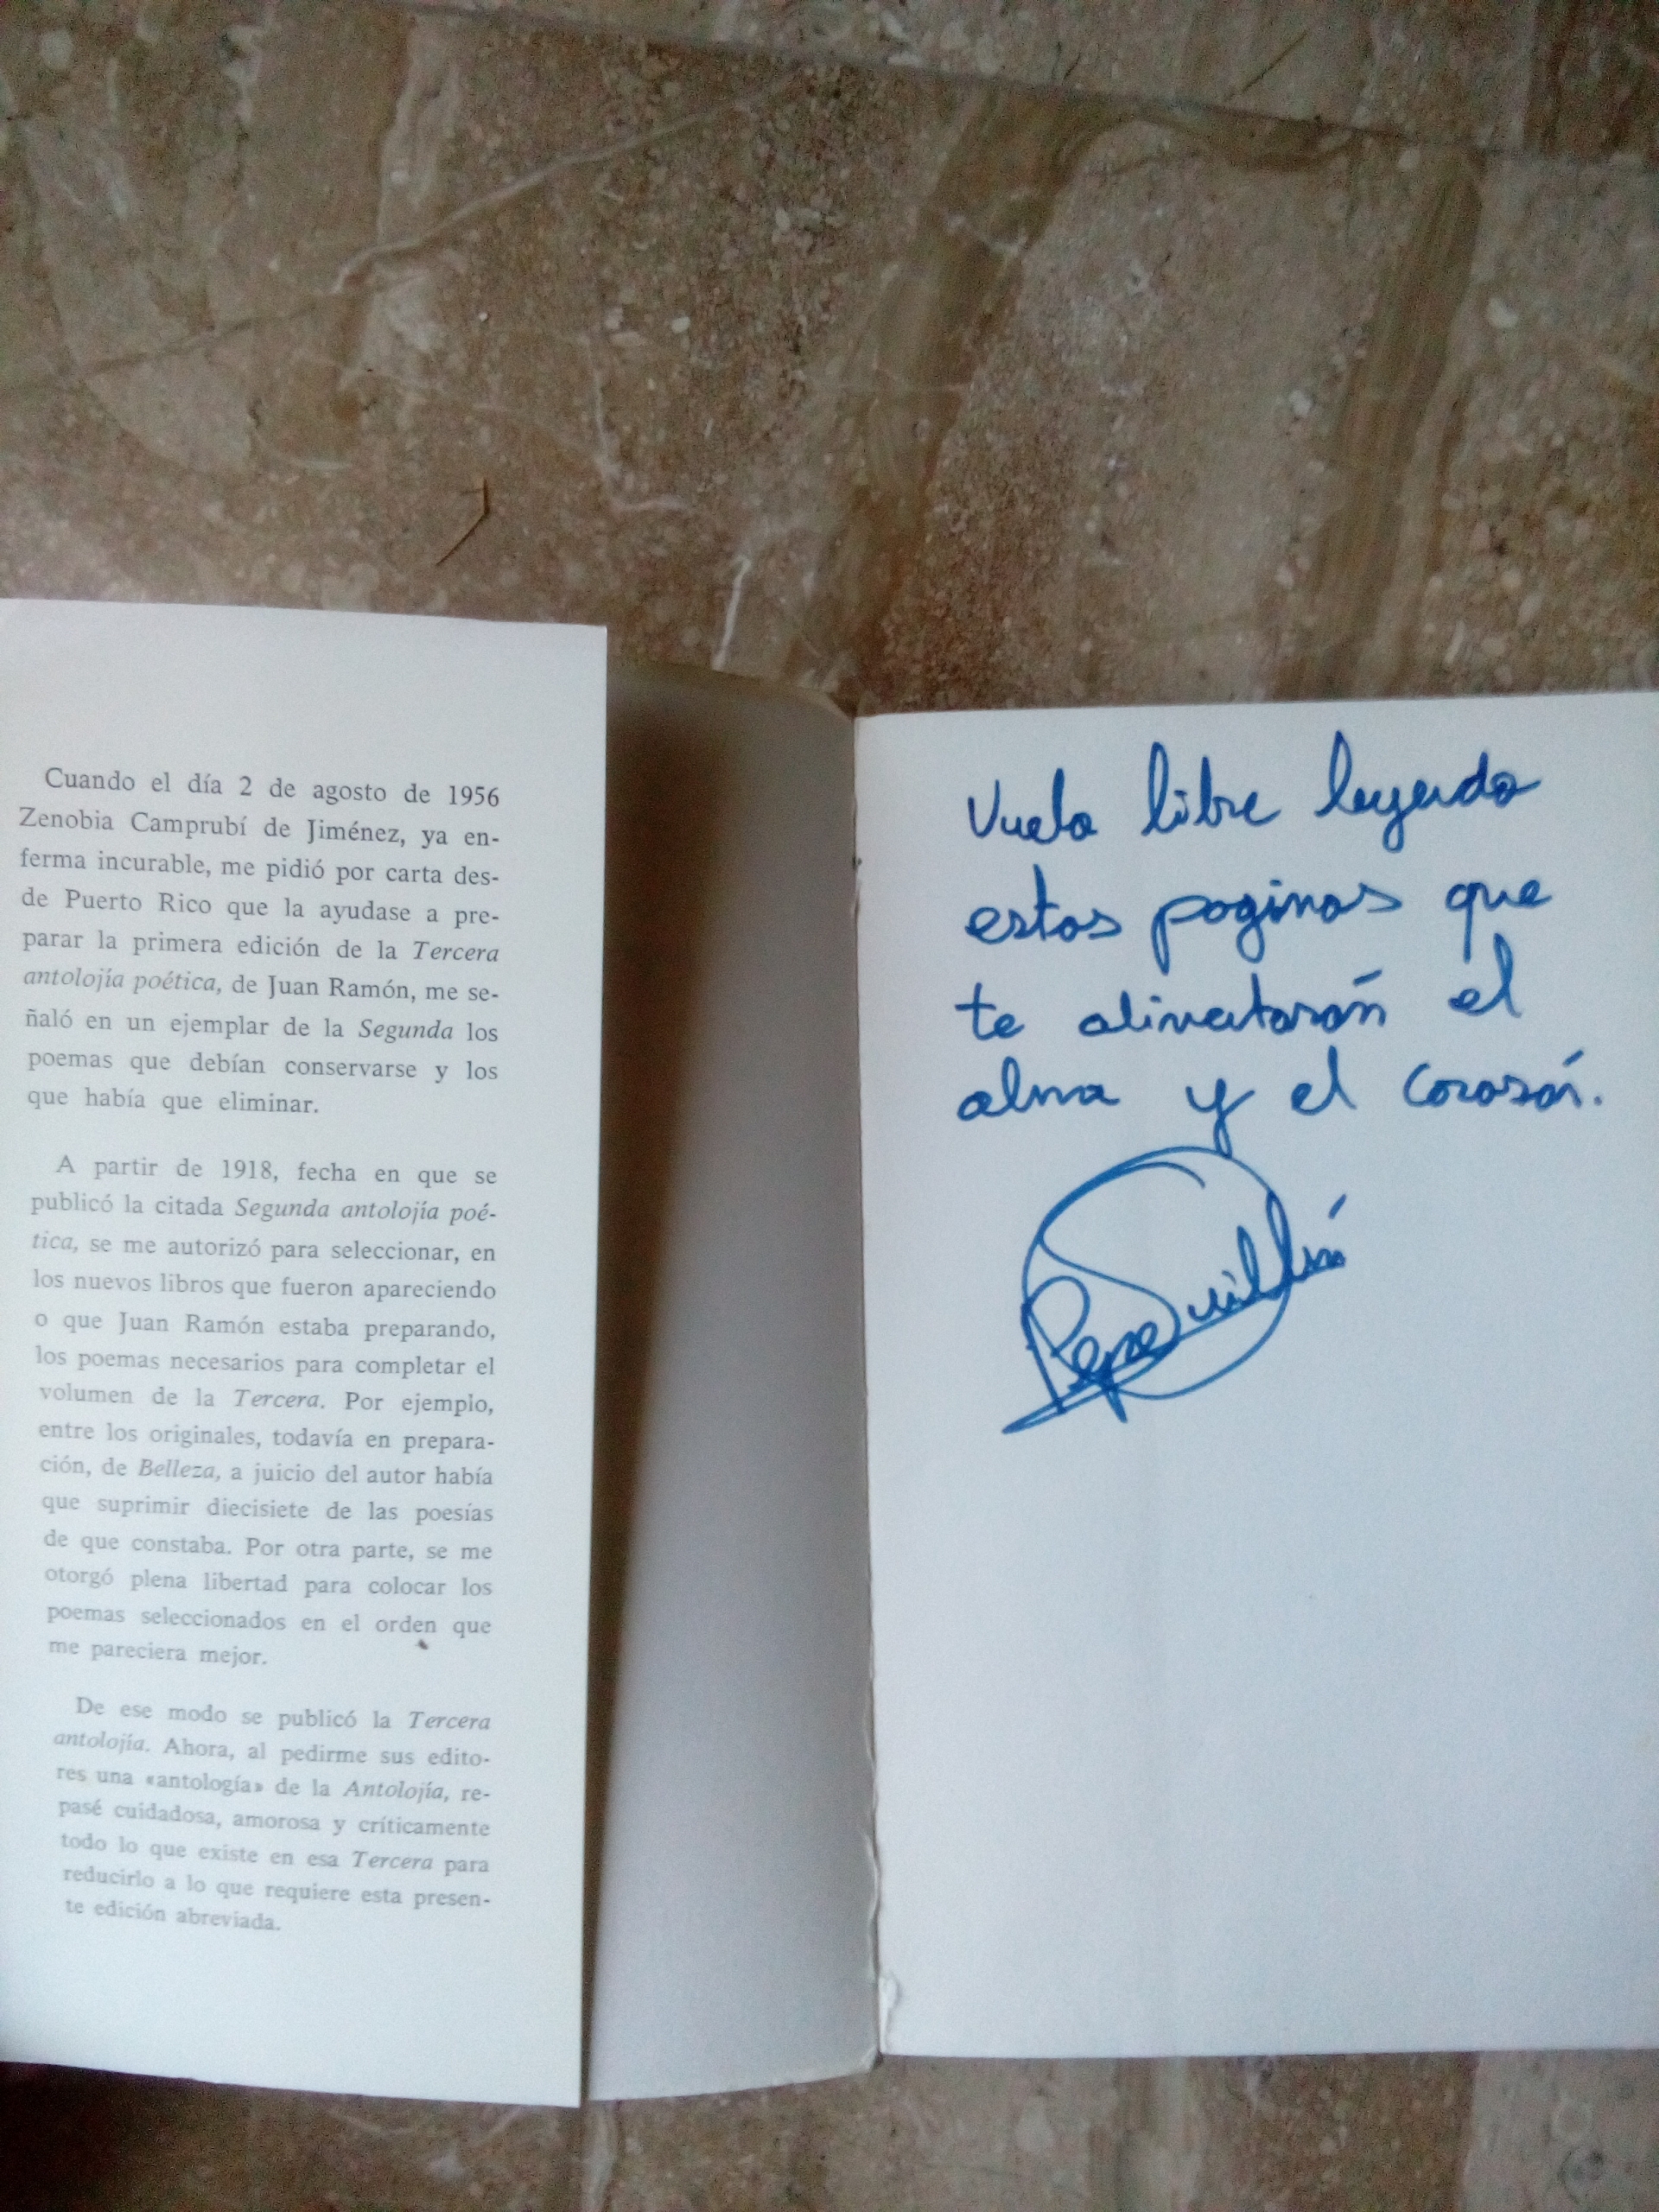 Cuando el día 2 de agosto de 1956
Zenobia Camprubí de Jiménez, ya en-
ferma incurable, me pidió por carta des-
de Puerto Rico que la ayudase a pre-
parar la primera edición de la Tercera
antolojía poética, de Juan Ramón, me se-
ñaló en un ejemplar de la Segunda los
poemas que debían conservarse y los
que había que eliminar.
A partir de 1918, fecha en que se
publicó la citada Segunda antolojía poé-
tica, se me autorizó para seleccionar, en
los nuevos libros que fueron apareciendo
o que Juan Ramón estaba preparando,
los poemas necesarios para completar el
volumen de la Tercera. Por ejemplo,
entre los originales, todavía en prepara-
ción, de Belleza, a juicio del autor había
que suprimir diecisiete de las poesías
de que constaba. Por otra parte, se me
otorgó plena libertad para colocar los
poemas seleccionados en el orden que
me pareciera mejor.
De ese modo se publicó la Tercera
antolojía. Ahora, al pedirme sus edito-
res una «antología» de la Antolojía, re-
pasé cuidadosa, amorosa y críticamente
todo lo que existe en esa Tercera para
reducirlo a lo que requiere esta presen-
te edición abreviada.
Vuela libre leyendo
estas paginas que
te alimentarán el
alma y el corazón.
Pepe